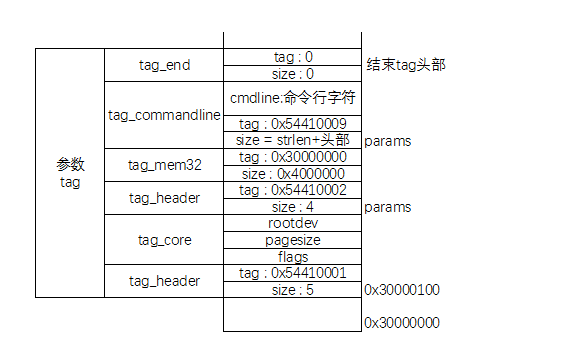 tag_end
tag : 0
size : 0
结束tag头部
tag_commandline
cmdline:命令行字符
tag : 0x54410009
size = strlen+头部
params
参数
tag
tag_mem32
tag : 0x30000000
size : 0x4000000
tag_header
tag : 0x54410002
size : 4
params
tag_core
rootdev
pagesize
flags
tag_header
tag : 0x54410001
size : 5
0x30000100
0x30000000